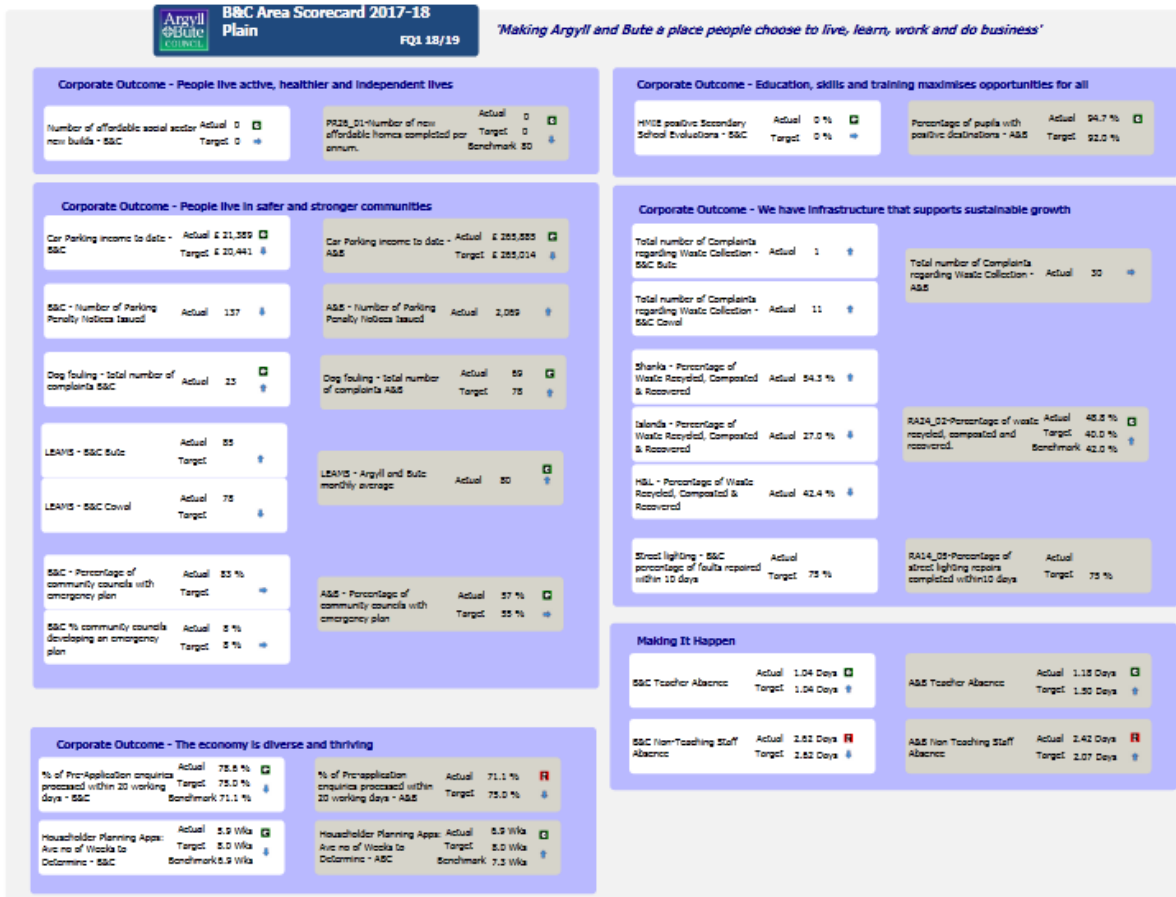 Argyll
&Bute
COUNCIL
B&C Area Scorecard 2017-18
Plain
FQ1 18/19
'Making Argyll and Bute a place people choose to live, learn, work and do business'
Corporate Outcome - People live active, healthier and independent lives
Number of affordable social sector
new builds - B&C
Actual 0 G
Target 0
PR26_01-Number of new
affordable homes completed per
annum.
Actual 0 G
Target 0
Benchmark 80
Corporate Outcome - Education, skills and training maximises opportunities for all
HMIE positive Secondary
School Evaluations - B&C
Actual 0 % G
Target 0 %
Percentage of pupils with
positive destinations - A&B
Actual 94.7 % G
Target 92.0 %
Corporate Outcome - People live in safer and stronger communities
Car Parking income to date -
B&C
Actual £ 21,389 G
Target £ 20,441
Car Parking income to date -
A&B
Actual G
Target
B&C - Number of Parking
Penalty Notices Issued
Actual 137
A&B - Number of Parking
Penalty Notices Issued
Actual
Dog fouling - total number of
complaints B&C
Actual 23 G
Dog fouling - total number
of complaints A&B
Actual G
Target 78
LEAMS - B&C Bute
Actual
Target
LEAMS - B&C Cowal
Actual 78
Target
LEAMS - Argyll and Bute
monthly average
Actual 80 G
B&C - Percentage of
community councils with
emergency plan
Actual 83 %
Target
B&C % community councils
developing an emergency
plan
Actual 8 %
Target 8 %
A&B - Percentage of
community councils with
emergency plan
Actual 57 % G
Target 55 %
Corporate Outcome - We have infrastructure that supports sustainable growth
Total number of Complaints
regarding Waste Collection -
B&C Bute
Actual 1
Total number of Complaints
regarding Waste Collection -
B&C Cowal
Actual 11
Total number of Complaints
regarding Waste Collection -
A&B
Actual 30
Shanks - Percentage of
Waste Recycled, Composted
& Recovered
Actual 54.3 %
Islands - Percentage of
Waste Recycled, Composted
& Recovered
Actual 27.0 %
H&L - Percentage of Waste
Recycled, Composted &
Recovered
Actual 42.4 %
RA24_02-Percentage of waste
recycled, composted and
recovered.
Actual 48.8 % G
Target 40.0 %
Benchmark 42.0 %
Street lighting - B&C
percentage of faults repaired
within 10 days
Actual
Target 75 %
RA14_05-Percentage of
street lighting repairs
completed within10 days
Actual
Target 75 %
Making It Happen
B&C Teacher Absence
Actual 1.04 Days G
Target 1.04 Days
A&B Teacher Absence
Actual Days G
Target 1.50 Days
B&C Non-Teaching Staff
Absence
Actual 2.62 Days R
Target Days
A&B Non Teaching Staff
Absence
Actual 2.42 Days R
Target 2.07 Days
Corporate Outcome - The economy is diverse and thriving
% of Pre-Application enquiries
processed within 20 working
days - B&C
Actual 78.6 % G
Target 75.0 %
Benchmark 71.1 %
% of Pre-application
enquiries processed within
20 working days - A&B
Actual 71.1 % R
Target 75.0 %
Householder Planning Apps:
Ave no of Weeks to
Determine - B&C
Actual 5.9 Wks G
Target 8.0 Wks
Benchmark 6.9 Wks
Householder Planning Apps:
Ave no of Weeks to
Determine - ABC
Actual 6.9 Wks G
Target 8.0 Wks
Benchmark 7.3 Wks